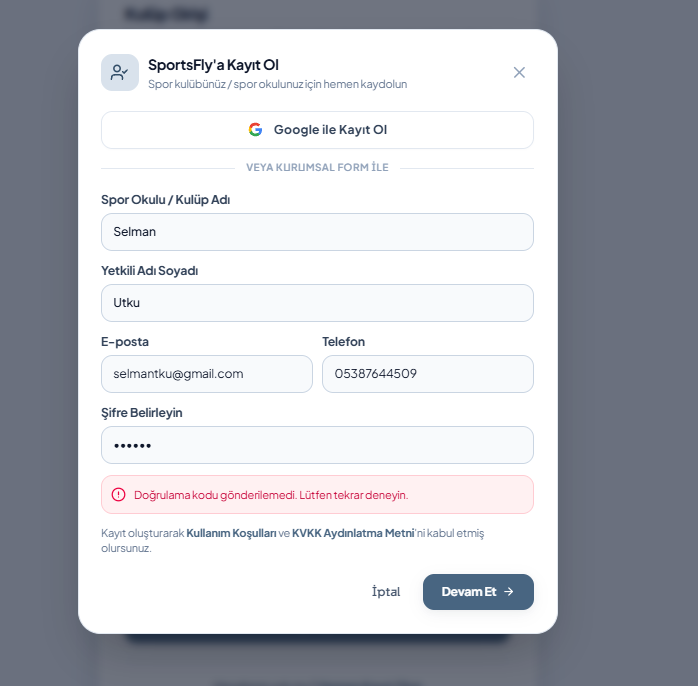 SportsFly'a Kayıt Ol
Spor kulübünüz / spor okulunuz için hemen kaydolun
Google ile Kayıt Ol
VEYA KURUMSAL FORM İLE
Spor Okulu / Kulüp Adı
Selman
Yetkili Adı Soyadı
Utku
E-posta
Telefon
selmantku@gmail.com
05387644509
Şifre Belirleyin
••••••
Doğrulama kodu gönderilemedi. Lütfen tekrar deneyin.
Kayıt oluşturarak Kullanım Koşulları ve KVKK Aydınlatma Metni'ni kabul etmiş
olursunuz.
İptal
Devam Et →